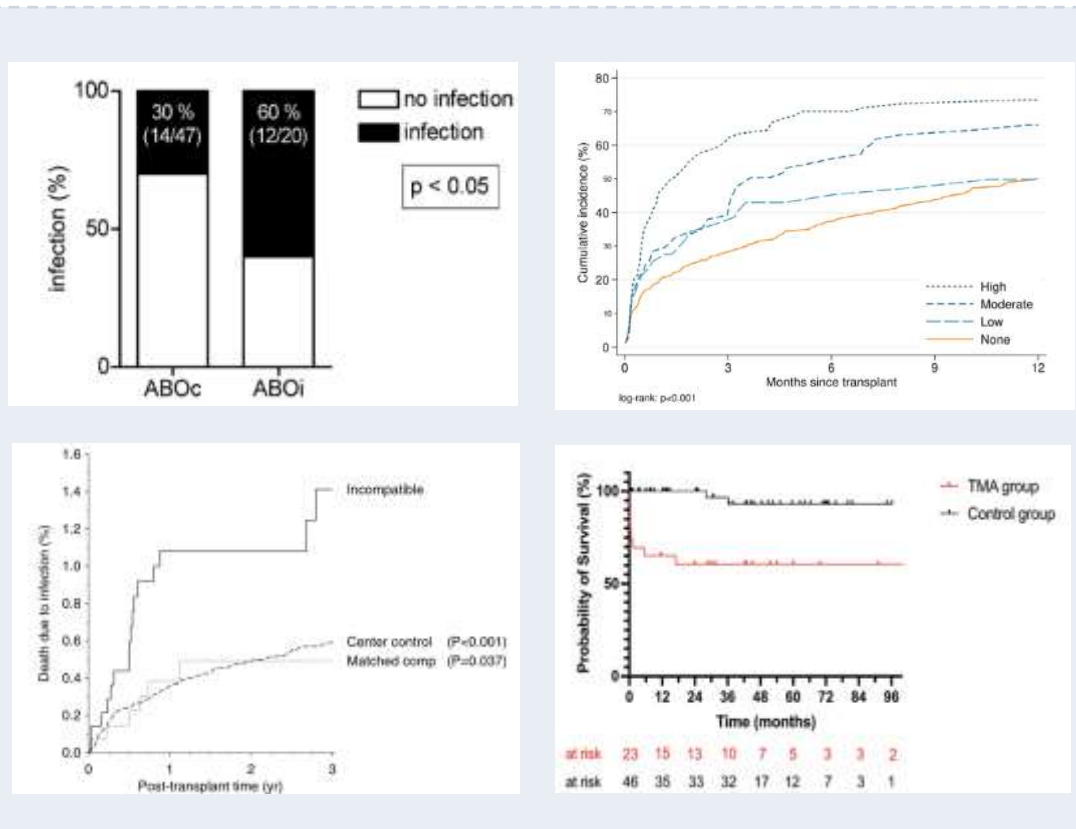 100
30 %
(14/47)
60 %
(12/20)
no infection
infection
p < 0.05
infection (%)
50
0
ABOc
ABOi
80
70
60
50
40
30
20
10
0
Cumulative incidence (%)
High
Moderate
Low
None
0 3 6 9 12
Months since transplant
log-rank: p<0.001
1.6
1.4
1.2
1.0
0.8
0.6
0.4
0.2
0.0
Death due to infection (%)
Incompatible
Center control (P<0.001)
Matched comp (P=0.037)
0 1 2 3
Post-transplant time (yr)
Probability of Survival (%)
100
50
0
TMA group
Control group
0 12 24 36 48 60 72 84 96
Time (months)
at risk 23 15 13 10 7 5 3 3 2
at risk 46 35 33 32 17 12 7 3 1